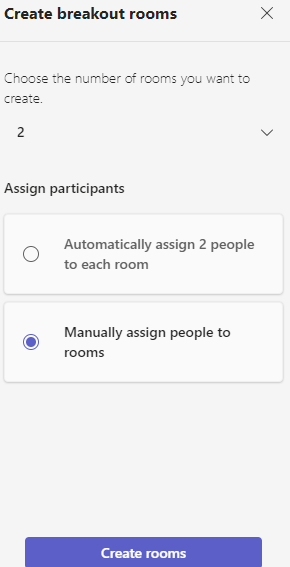 Create breakout rooms
Choose the number of rooms you want to
create.
2
Assign participants
Automatically assign 2 people
to each room
Manually assign people to
rooms
Create rooms